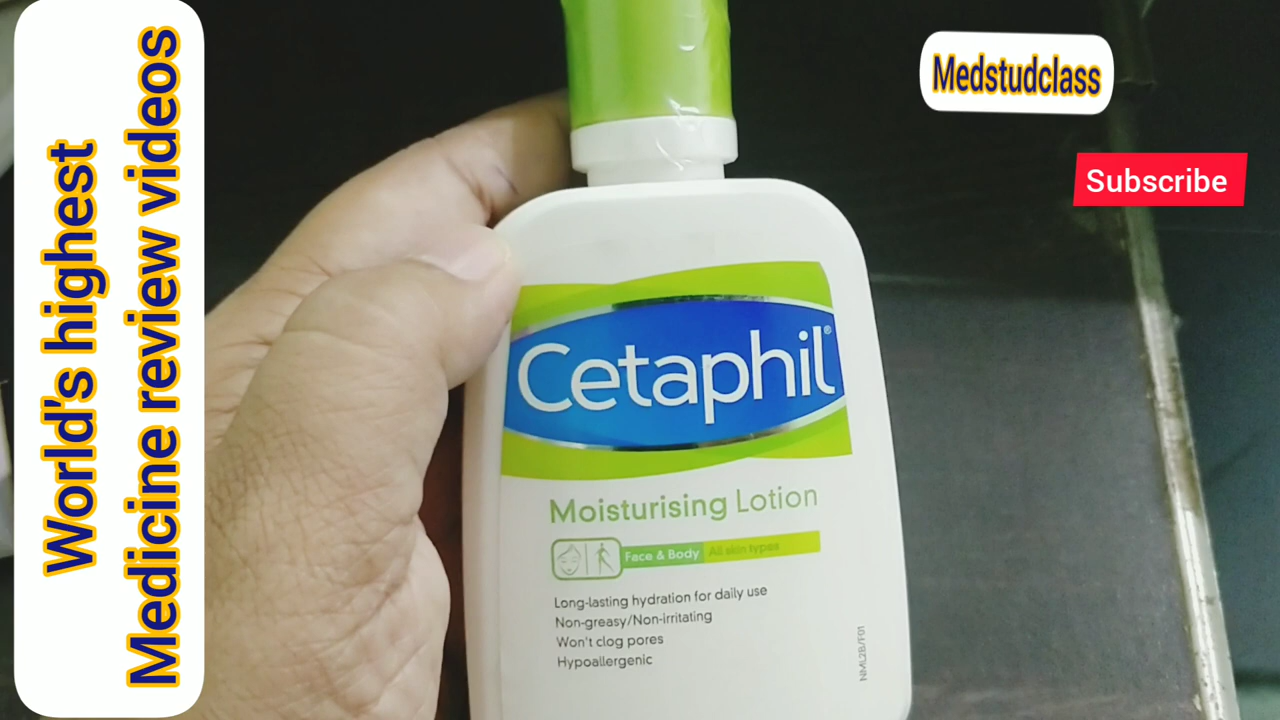 World's highest
Medicine review videos
Medstudclass
Subscribe
Cetaphil®
Moisturising Lotion
Face & Body All skin types
Long-lasting hydration for daily use
Non-greasy/Non-irritating
Won't clog pores
Hypoallergenic
NML2B/F01